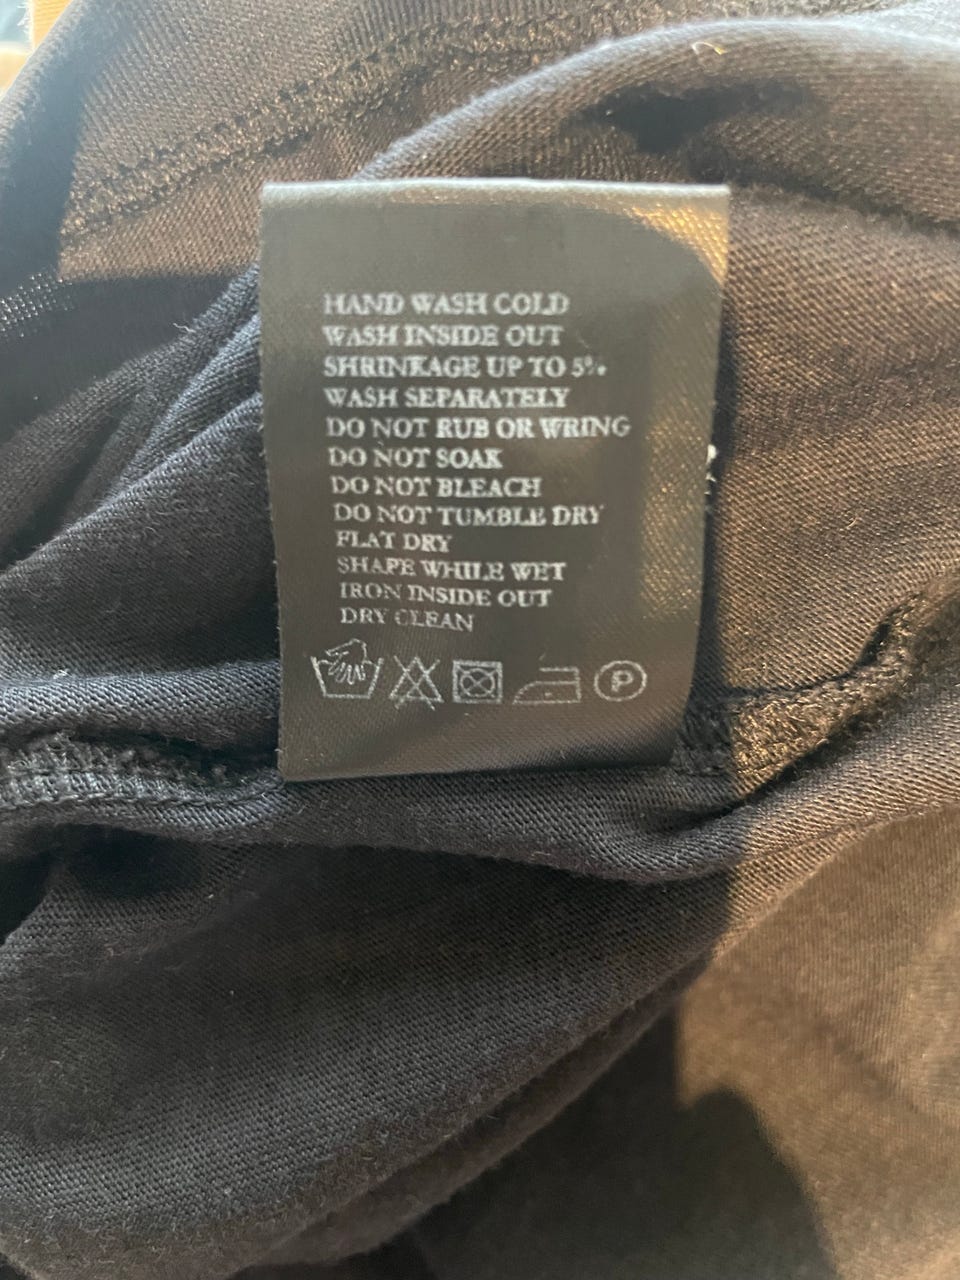 HAND WASH COLD
WASH INSIDE OUT
SHRINKAGE UP TO 5%
WASH SEPARATELY
DO NOT RUB OR WRING
DO NOT SOAK
DO NOT BLEACH
DO NOT TUMBLE DRY
FLAT DRY
SHAPE WHILE WET
IRON INSIDE OUT
DRY CLEAN
P